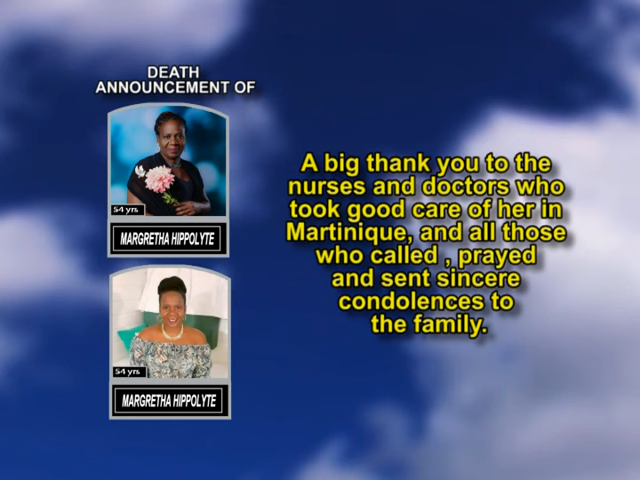 DEATH
ANNOUNCEMENT OF
54 yrs
MARGRETHA HIPPOLYTE
54 yrs
MARGRETHA HIPPOLYTE
A big thank you to the
nurses and doctors who
took good care of her in
Martinique, and all those
who called , prayed
and sent sincere
condolences to
the family.